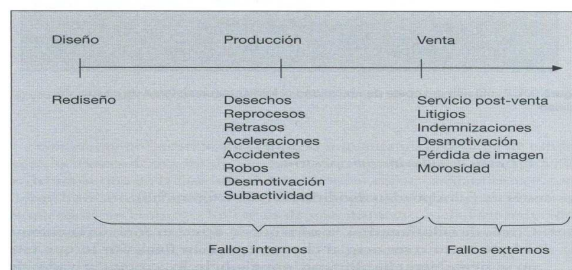 Diseño Producción Venta
Rediseño Desechos Servicio post-venta
Reprocesos Litigios
Retrasos Indemnizaciones
Aceleraciones Desmotivación
Accidentes Pérdida de imagen
Robos Morosidad
Desmotivación
Subactividad
Fallos internos Fallos externos